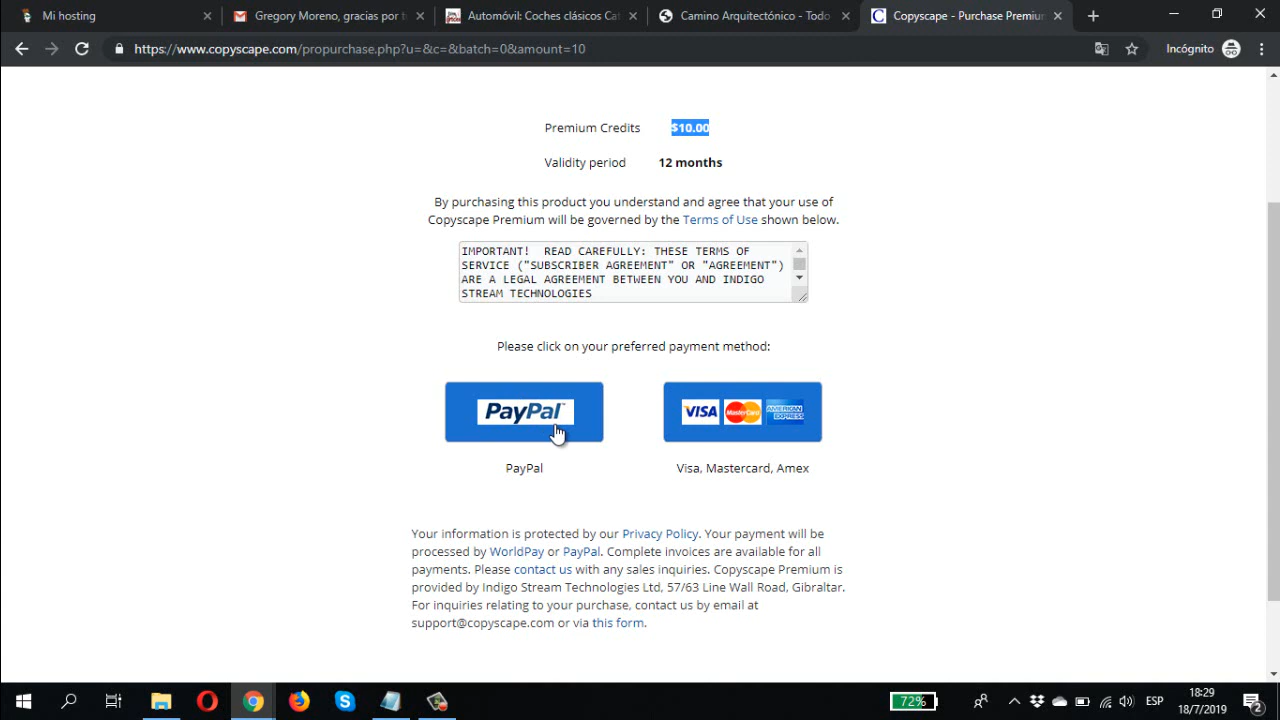 Mi hosting
Gregory Moreno, gracias por t
Automóvil: Coches clásicos Cat
Camino Arquitectónico - Todo
Copyscape - Purchase Premium
https://www.copyscape.com/propurchase.php?u=&c=&batch=0&amount=10
Incógnito
Premium Credits $10.00
Validity period 12 months
By purchasing this product you understand and agree that your use of
Copyscape Premium will be governed by the Terms of Use shown below.
IMPORTANT! READ CAREFULLY: THESE TERMS OF
SERVICE ("SUBSCRIBER AGREEMENT" OR "AGREEMENT")
ARE A LEGAL AGREEMENT BETWEEN YOU AND INDIGO
STREAM TECHNOLOGIES
Please click on your preferred payment method:
PayPal™
VISA MasterCard AMERICAN EXPRESS
PayPal
Visa, Mastercard, Amex
Your information is protected by our Privacy Policy. Your payment will be
processed by WorldPay or PayPal. Complete invoices are available for all
payments. Please contact us with any sales inquiries. Copyscape Premium is
provided by Indigo Stream Technologies Ltd, 57/63 Line Wall Road, Gibraltar.
For inquiries relating to your purchase, contact us by email at
support@copyscape.com or via this form.
72%
ESP
18:29
18/7/2019
2